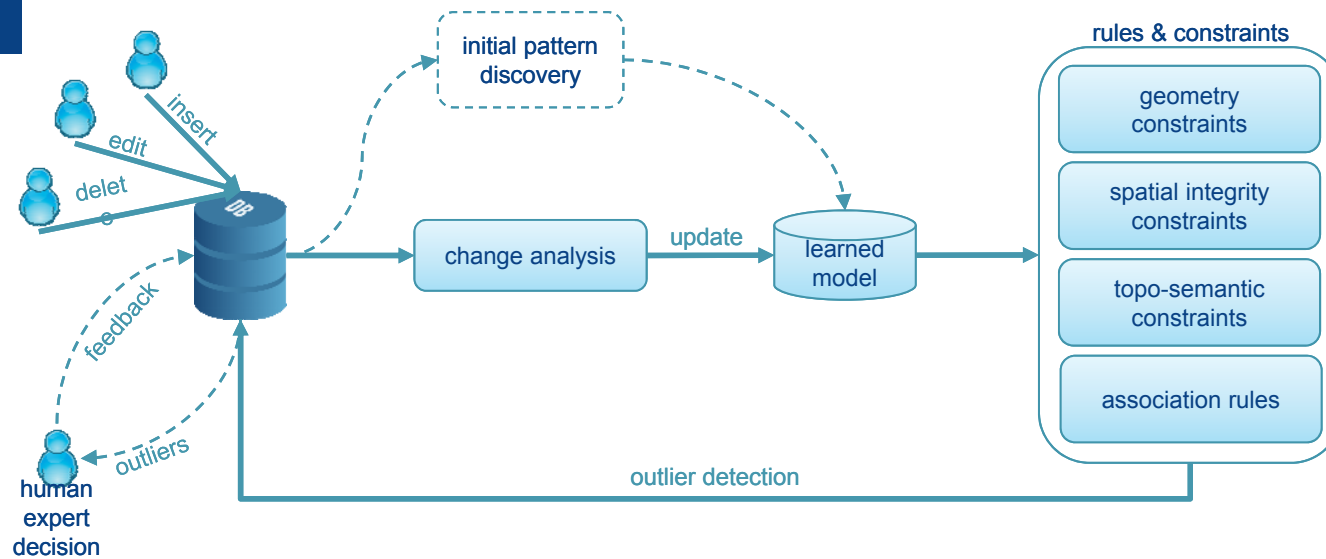 rules & constraints
initial pattern
discovery
insert
edit
delet
e
DB
geometry
constraints
spatial integrity
constraints
change analysis
update
learned
model
topo-semantic
constraints
feedback
association rules
outliers
outlier detection
human
expert
decision